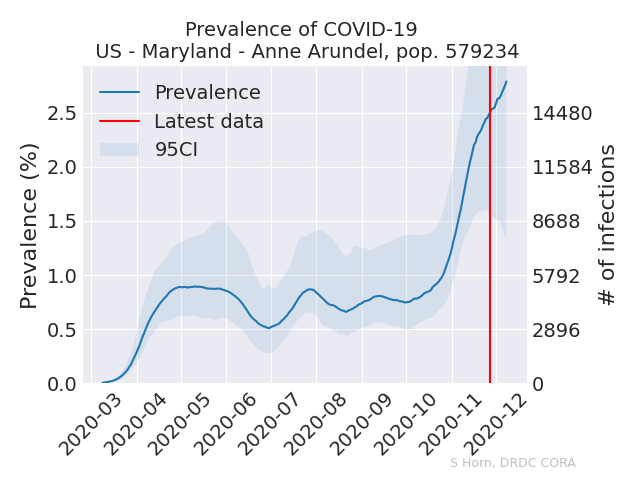 Prevalence of COVID-19
US - Maryland - Anne Arundel, pop. 579234
Prevalence
Latest data
95CI
Prevalence (%)
2.5
2.0
1.5
1.0
0.5
0.0
14480
11584
8688
5792
2896
0
# of infections
2020-03
2020-04
2020-05
2020-06
2020-07
2020-08
2020-09
2020-10
2020-11
2020-12
S Horn, DRDC CORA